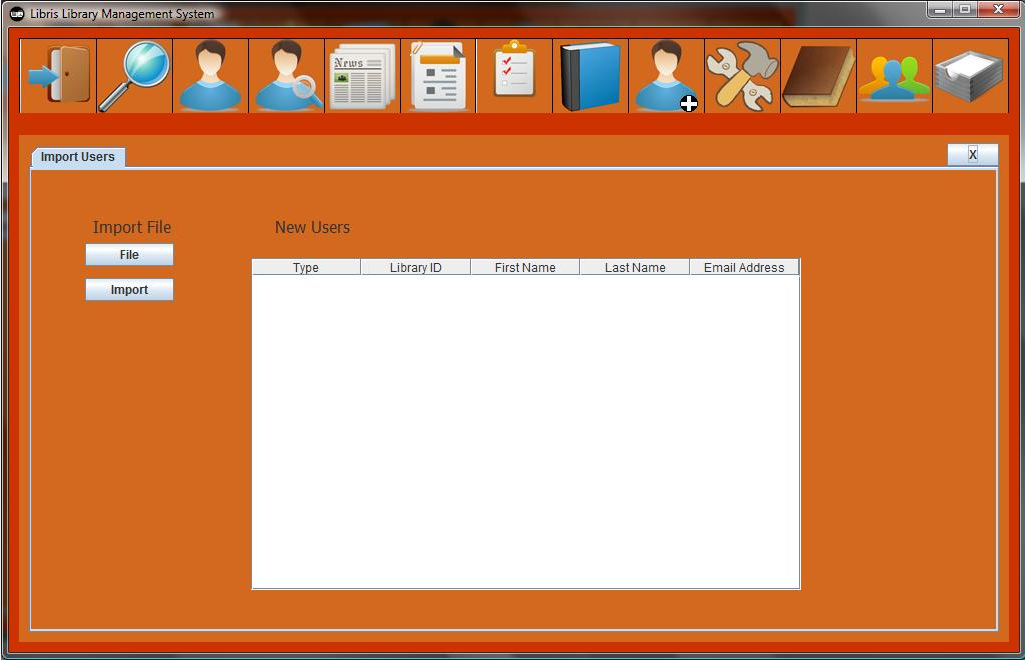 Libris Library Management System
News
Import Users
X
Import File
New Users
File
Type Library ID First Name Last Name Email Address
Import